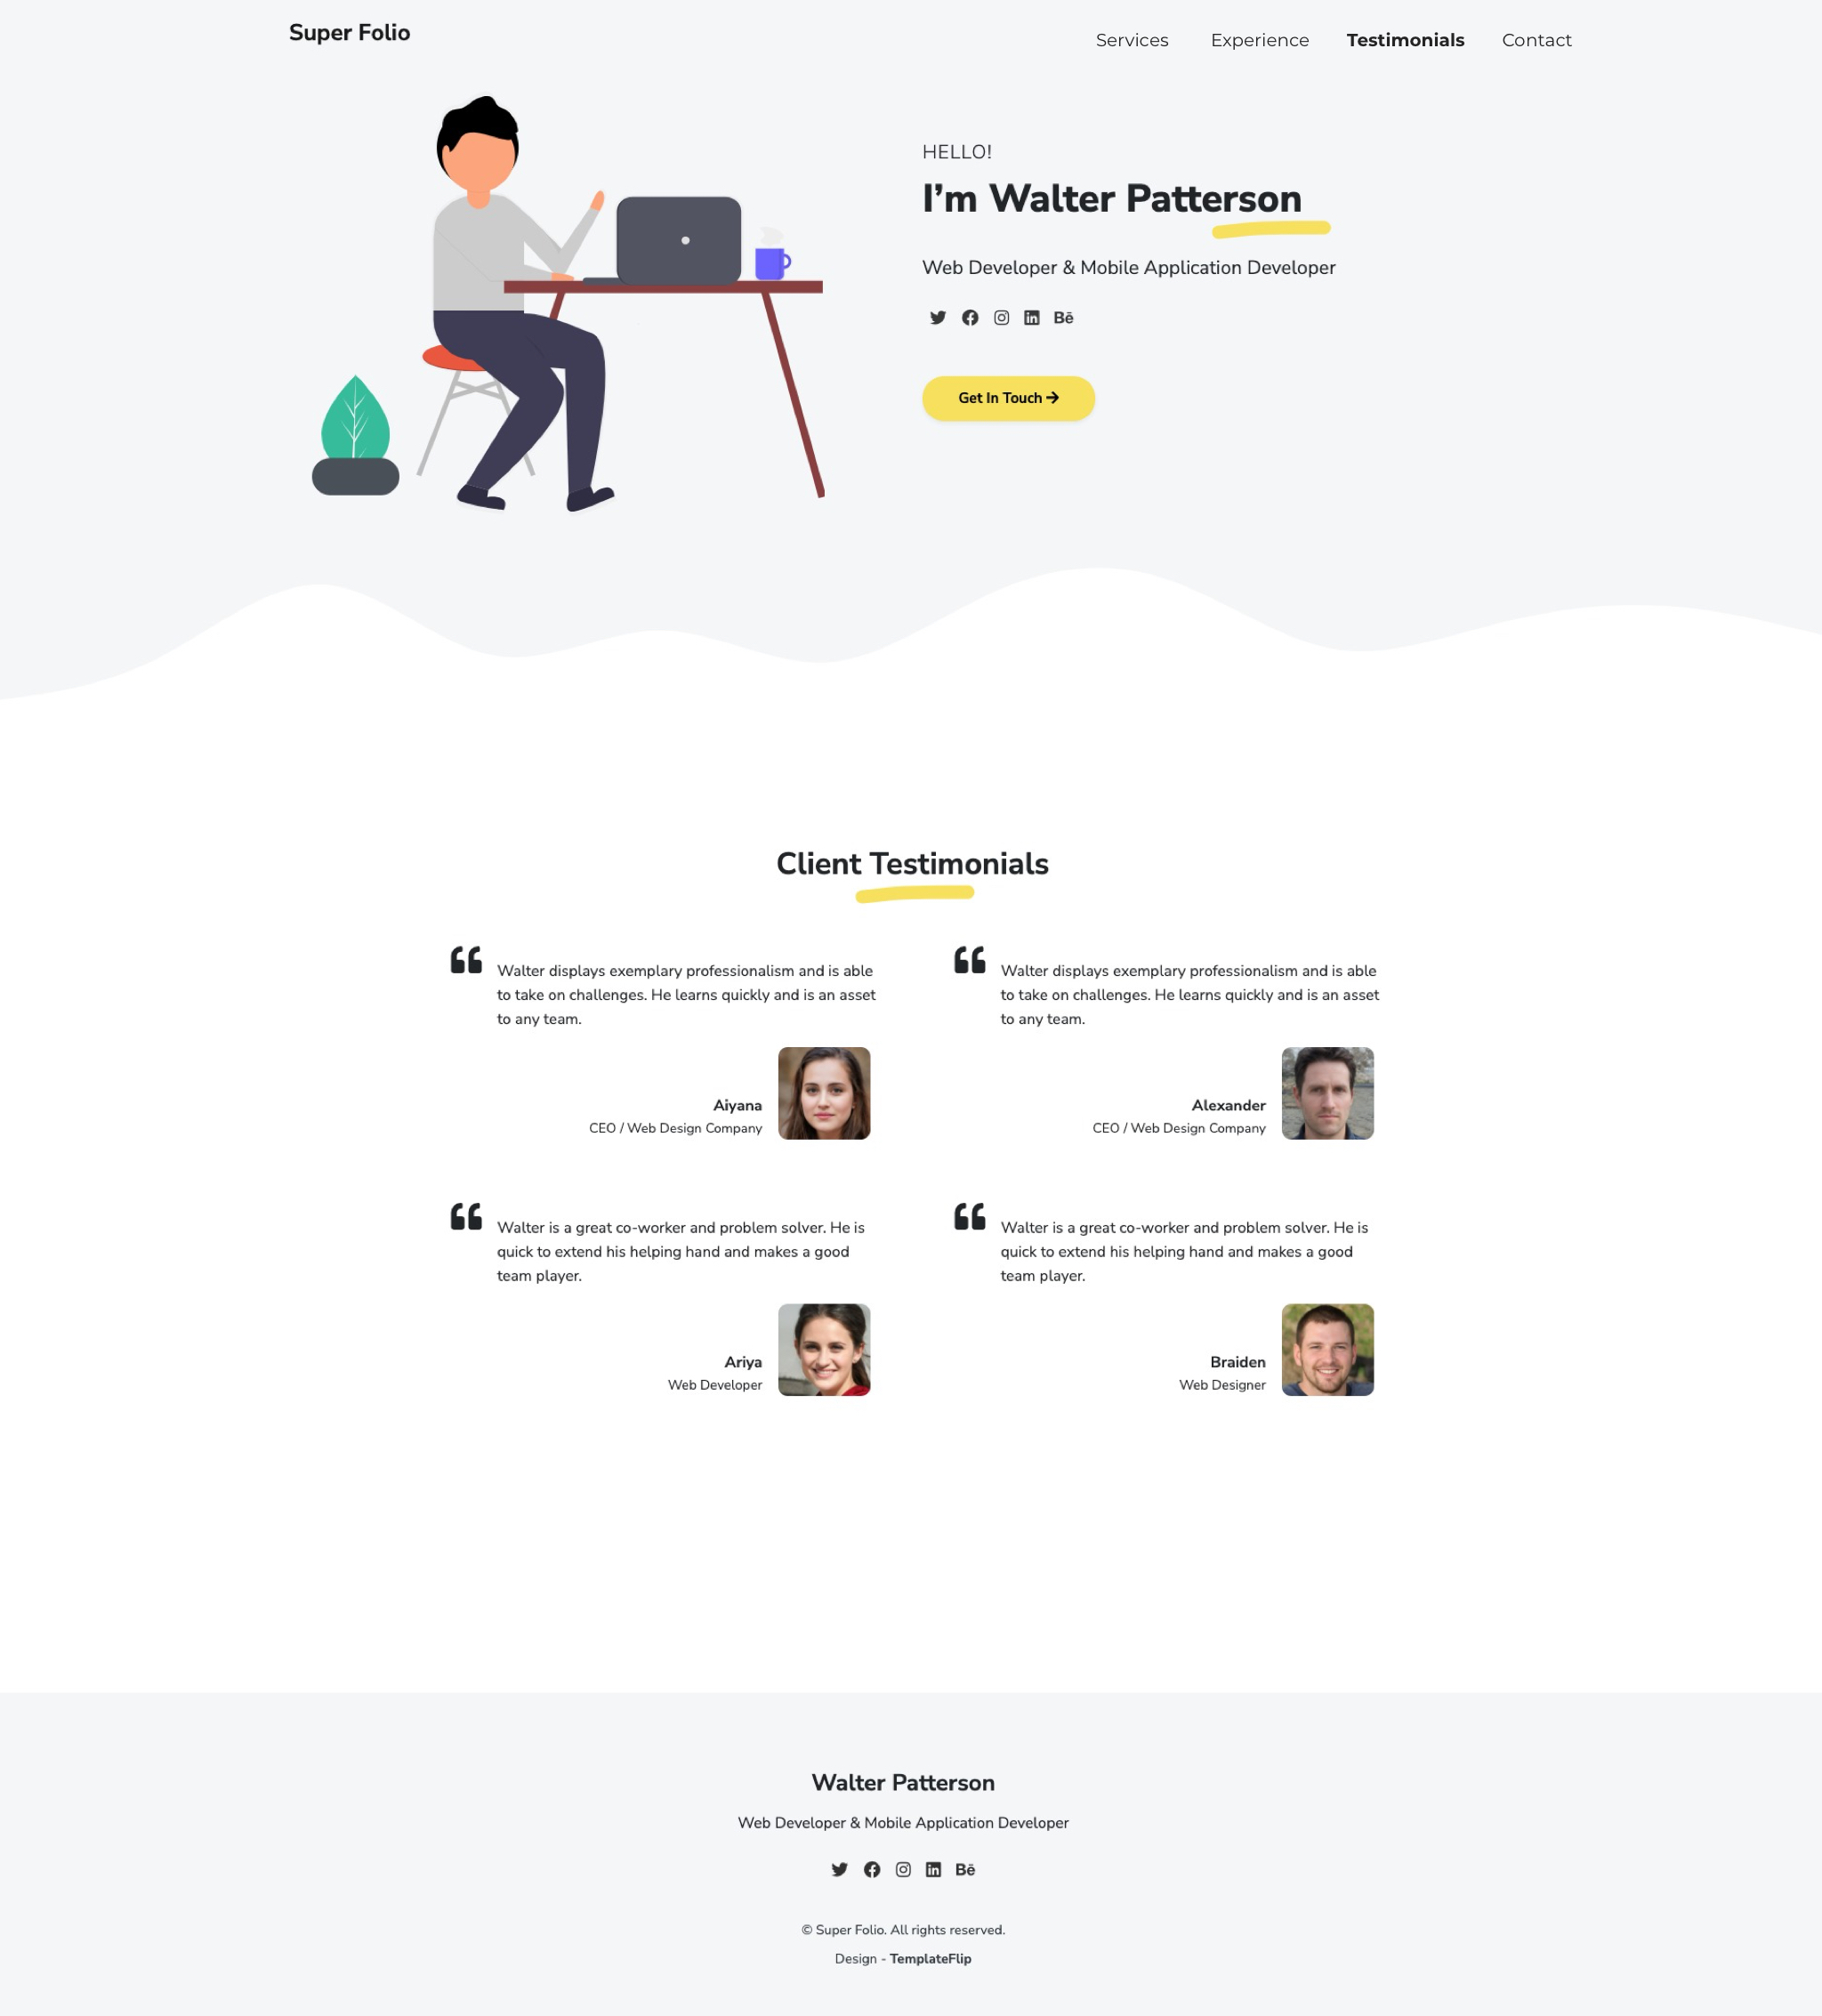 Super Folio
Services Experience Testimonials Contact
HELLO!
I’m Walter Patterson
Web Developer & Mobile Application Developer
Bē
Get In Touch
Client Testimonials
Walter displays exemplary professionalism and is able
to take on challenges. He learns quickly and is an asset
to any team.
Aiyana
CEO / Web Design Company
Walter displays exemplary professionalism and is able
to take on challenges. He learns quickly and is an asset
to any team.
Alexander
CEO / Web Design Company
Walter is a great co-worker and problem solver. He is
quick to extend his helping hand and makes a good
team player.
Ariya
Web Developer
Walter is a great co-worker and problem solver. He is
quick to extend his helping hand and makes a good
team player.
Braiden
Web Designer
Walter Patterson
Web Developer & Mobile Application Developer
Bē
© Super Folio. All rights reserved.
Design - TemplateFlip